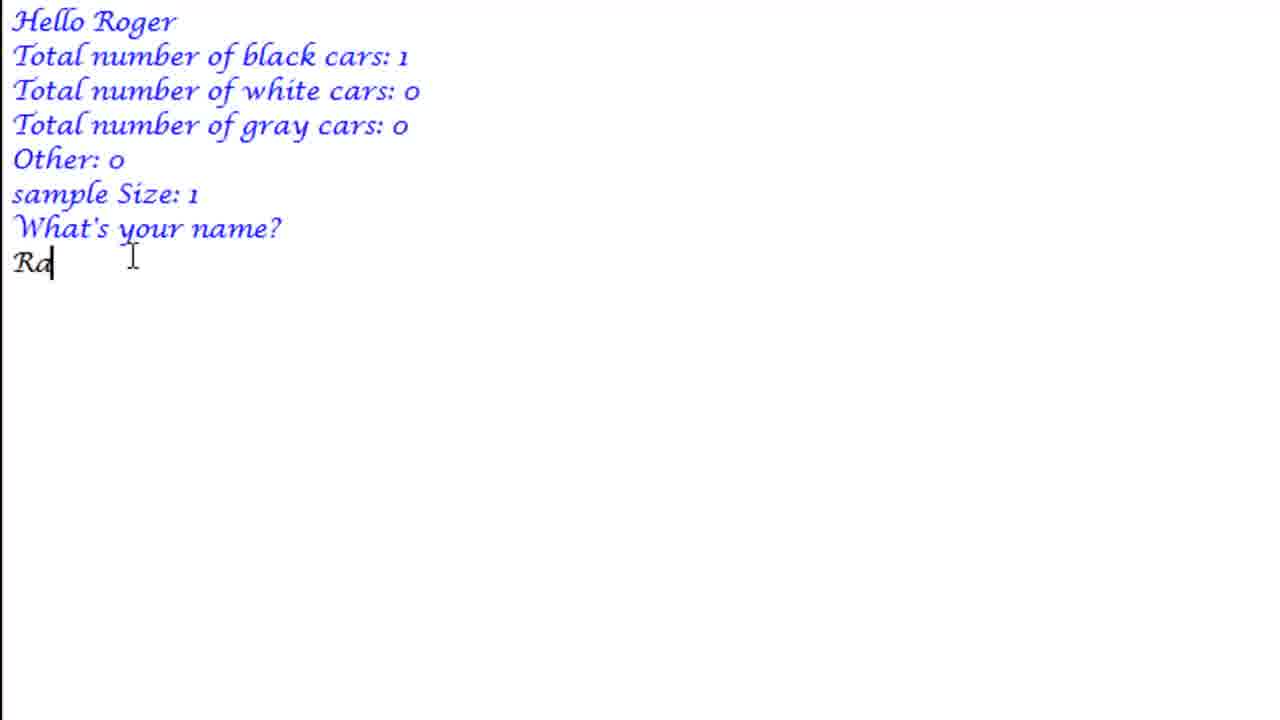 Hello Roger
Total number of black cars: 1
Total number of white cars: 0
Total number of gray cars: 0
Other: 0
sample Size: 1
What's your name?
Ra